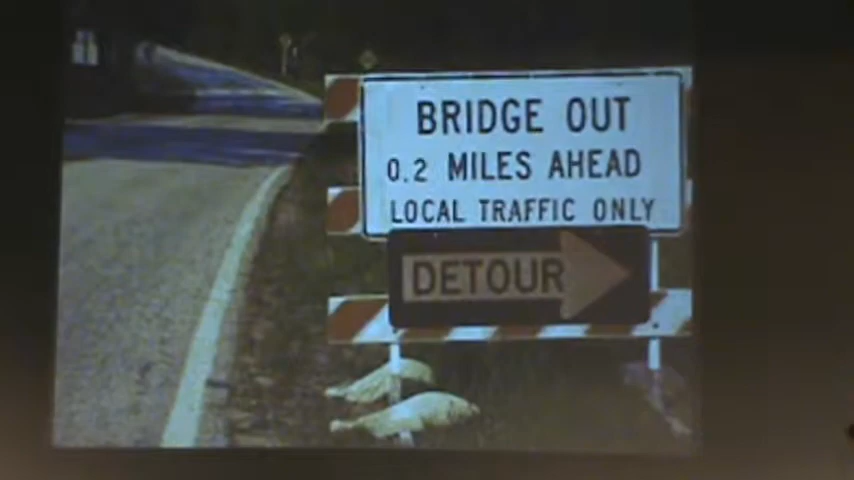 BRIDGE OUT
0.2 MILES AHEAD
LOCAL TRAFFIC ONLY
DETOUR